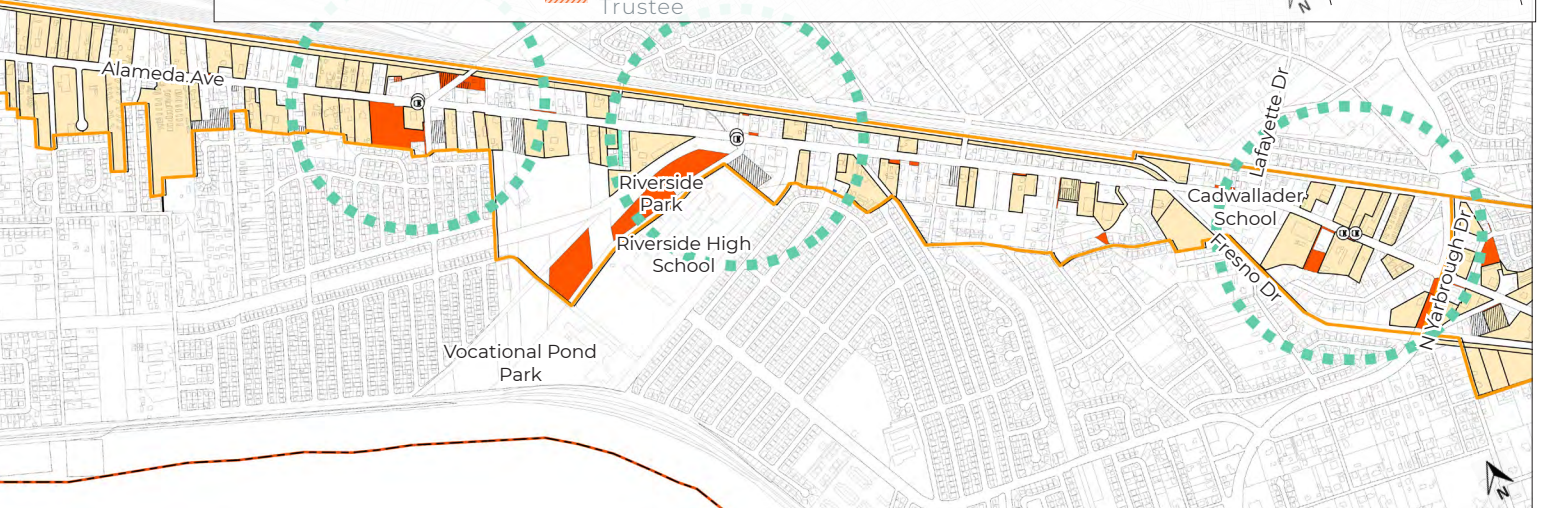 Trustee
N
Alameda Ave
Lafayette Dr
Riverside
Park
Cadwallader
School
Riverside High
School
Fresno Dr
N Yarbrough Dr
Vocational Pond
Park
N